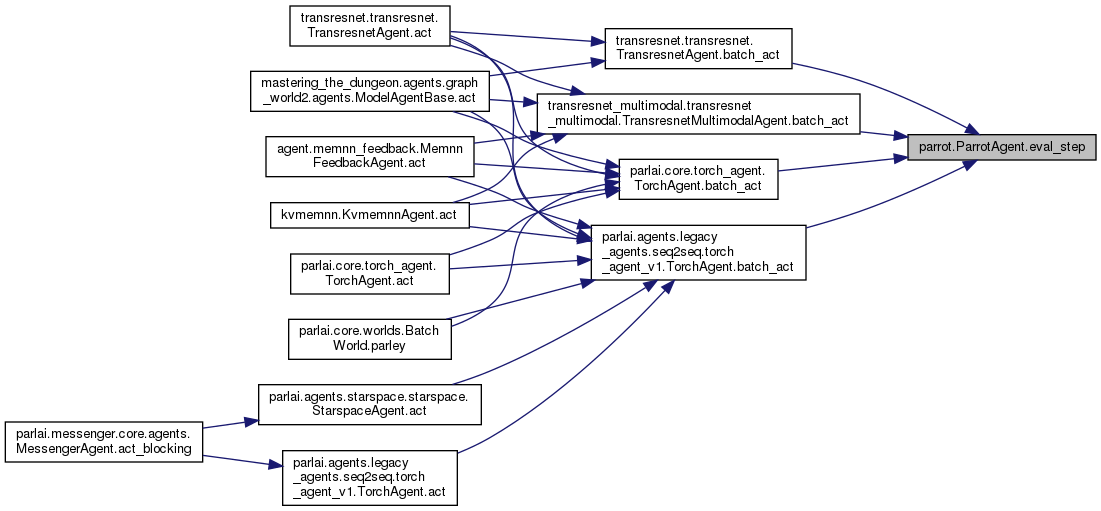 transresnet.transresnet.
TransresnetAgent.act
mastering_the_dungeon.agents.graph
_world2.agents.ModelAgentBase.act
agent.memnn_feedback.Memnn
FeedbackAgent.act
kvmemnn.KvmemnnAgent.act
parlai.core.torch_agent.
TorchAgent.act
parlai.core.worlds.Batch
World.parley
parlai.agents.starspace.starspace.
StarspaceAgent.act
parlai.messenger.core.agents.
MessengerAgent.act_blocking
parlai.agents.legacy
_agents.seq2seq.torch
_agent_v1.TorchAgent.act
transresnet.transresnet.
TransresnetAgent.batch_act
transresnet_multimodal.transresnet
_multimodal.TransresnetMultimodalAgent.batch_act
parlai.core.torch_agent.
TorchAgent.batch_act
parlai.agents.legacy
_agents.seq2seq.torch
_agent_v1.TorchAgent.batch_act
parrot.ParrotAgent.eval_step